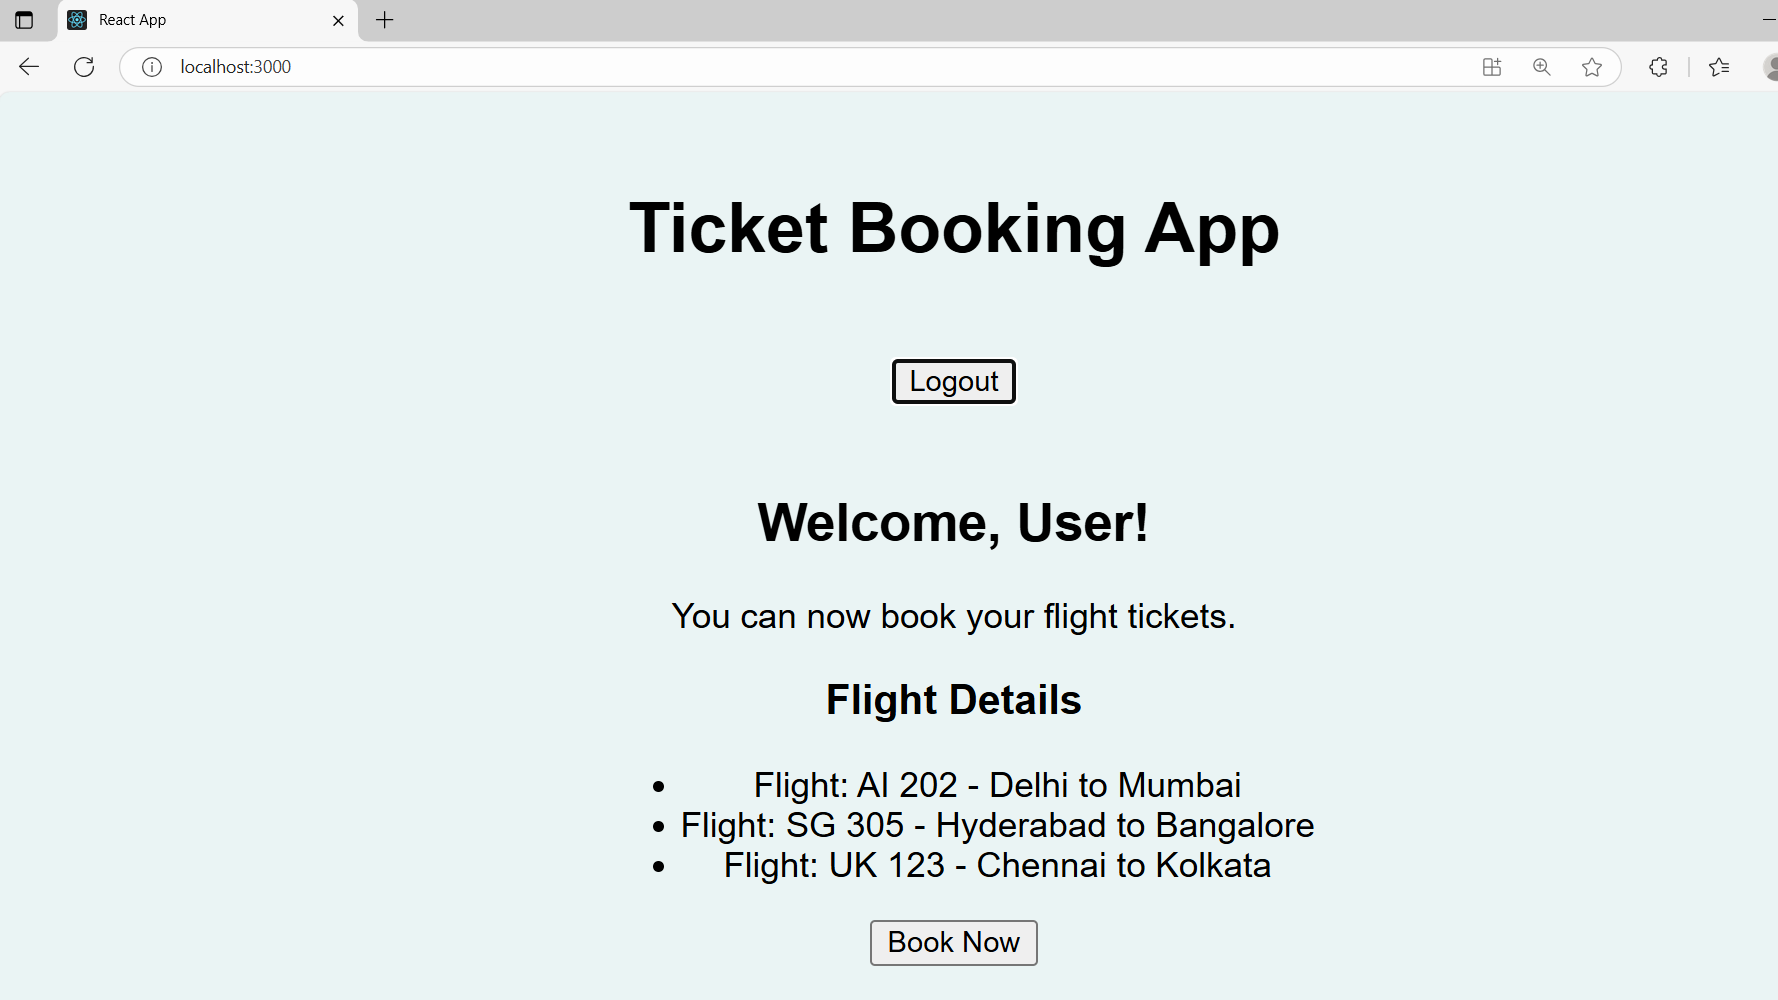 React App
localhost:3000
Ticket Booking App
Logout
Welcome, User!
You can now book your flight tickets.
Flight Details
Flight: AI 202 - Delhi to Mumbai
Flight: SG 305 - Hyderabad to Bangalore
Flight: UK 123 - Chennai to Kolkata
Book Now